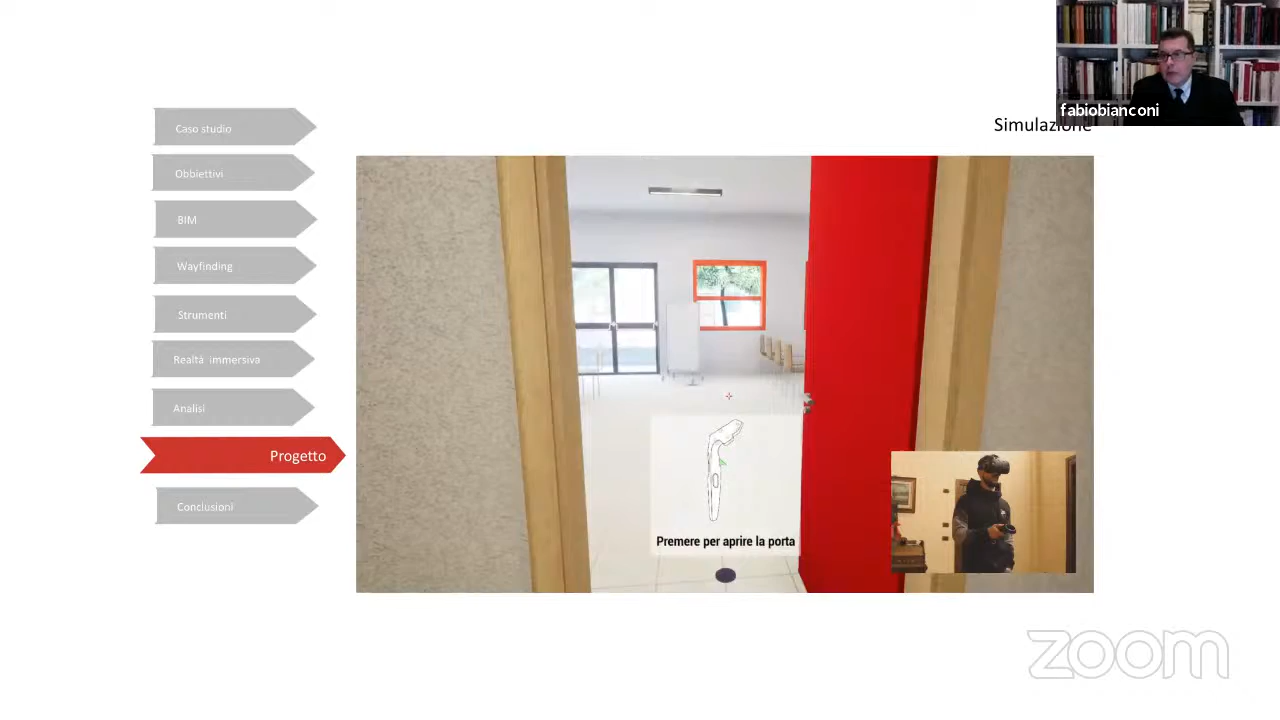 fabiobianconi
Simulazione
Caso studio
Obbiettivi
BIM
Wayfinding
Strumenti
Realtà immersiva
Analisi
Progetto
Conclusioni
Premere per aprire la porta
zoom